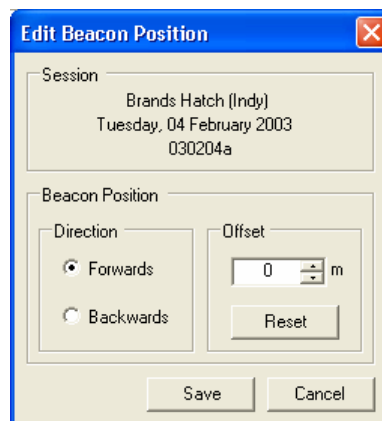 Edit Beacon Position
Session
Brands Hatch (Indy)
Tuesday, 04 February 2003
030204a
Beacon Position
Direction
Forwards
Backwards
Offset
0 m
Reset
Save Cancel